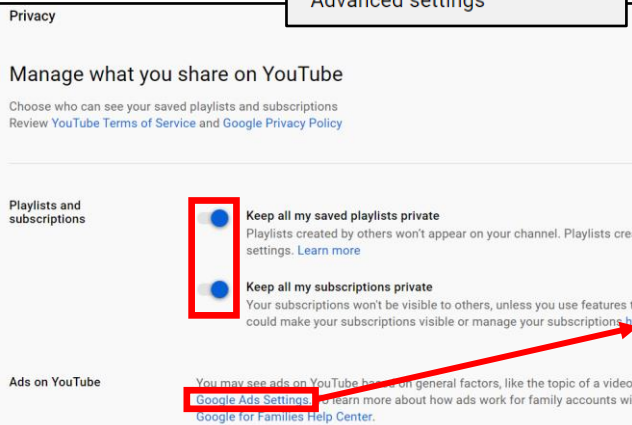 Advanced settings
Privacy
Manage what you share on YouTube
Choose who can see your saved playlists and subscriptions
Review YouTube Terms of Service and Google Privacy Policy
Playlists and
subscriptions
Keep all my saved playlists private
Playlists created by others won't appear on your channel. Playlists
settings. Learn more
Keep all my subscriptions private
Your subscriptions won't be visible to others, unless you use features
could make your subscriptions visible or manage your subscriptions
Ads on YouTube
You may see ads on YouTube based on general factors, like the topic of a video
Google Ads Settings. learn more about how ads work for family accounts
Google for Families Help Center.